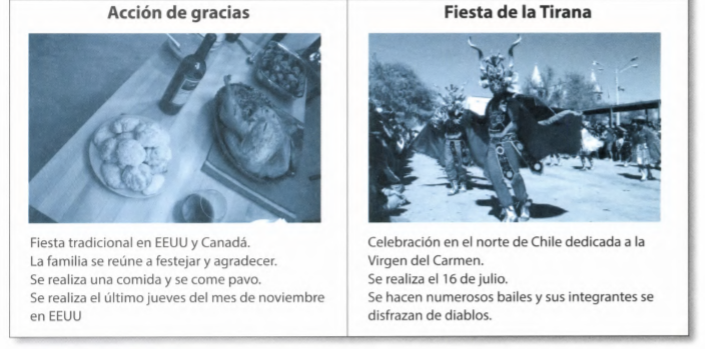 Acción de gracias
Fiesta tradicional en EEUU y Canadá.
La familia se reúne a festejar y agradecer.
Se realiza una comida y se come pavo.
Se realiza el último jueves del mes de noviembre
en EEUU
Fiesta de la Tirana
Celebración en el norte de Chile dedicada a la
Virgen del Carmen.
Se realiza el 16 de julio.
Se hacen numerosos bailes y sus integrantes se
disfrazan de diablos.